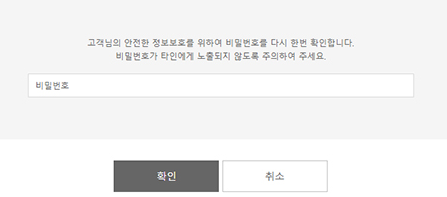 고객님의 안전한 정보보호를 위하여 비밀번호를 다시 한번 확인합니다.
비밀번호가 타인에게 노출되지 않도록 주의하여 주세요.
비밀번호
확인
취소